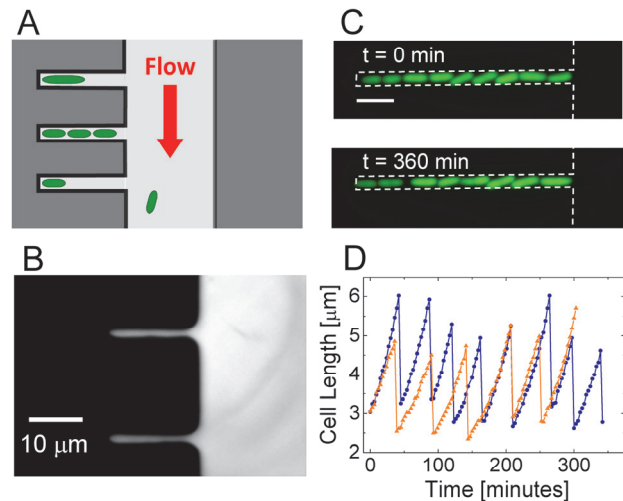 A
Flow
B
10 μm
C
t = 0 min
t = 360 min
D
Cell Length [μm]
6
5
4
3
2
0
100
200
300
Time [minutes]